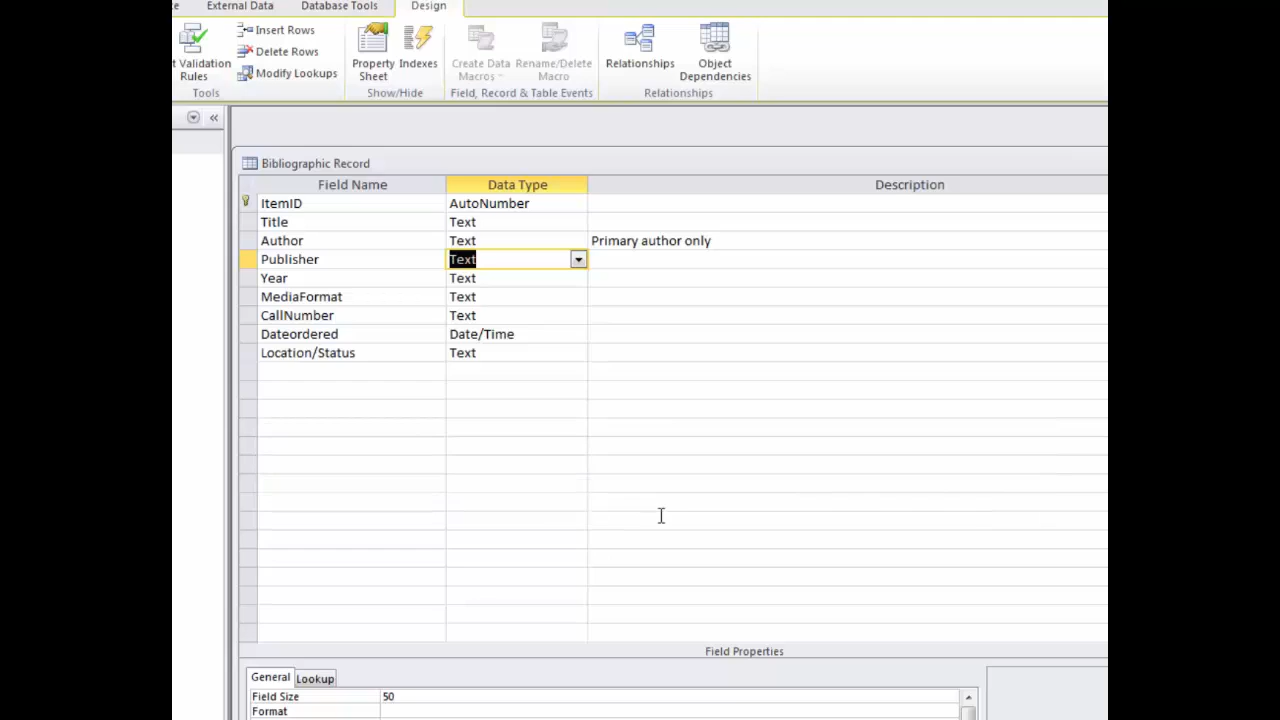 External Data Database Tools Design
Insert Rows
Delete Rows
Modify Lookups
Validation
Rules
Property
Sheet
Indexes
Create Data
Macros
Rename/Delete
Macro
Relationships
Object
Dependencies
Tools Show/Hide Field, Record & Table Events Relationships
«
Bibliographic Record
Field Name Data Type Description
ItemID AutoNumber
Title Text
Author Text Primary author only
Publisher Text
Year Text
MediaFormat Text
CallNumber Text
Dateordered Date/Time
Location/Status Text
Field Properties
General Lookup
Field Size 50
Format